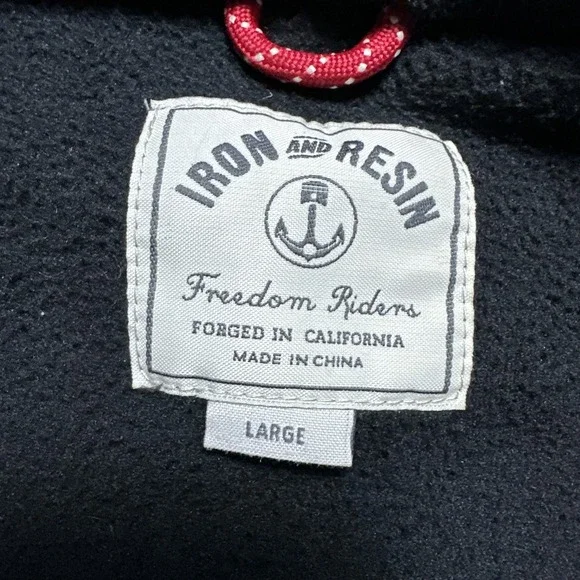 IRON AND RESIN
Freedom Riders
FORGED IN CALIFORNIA
MADE IN CHINA
LARGE